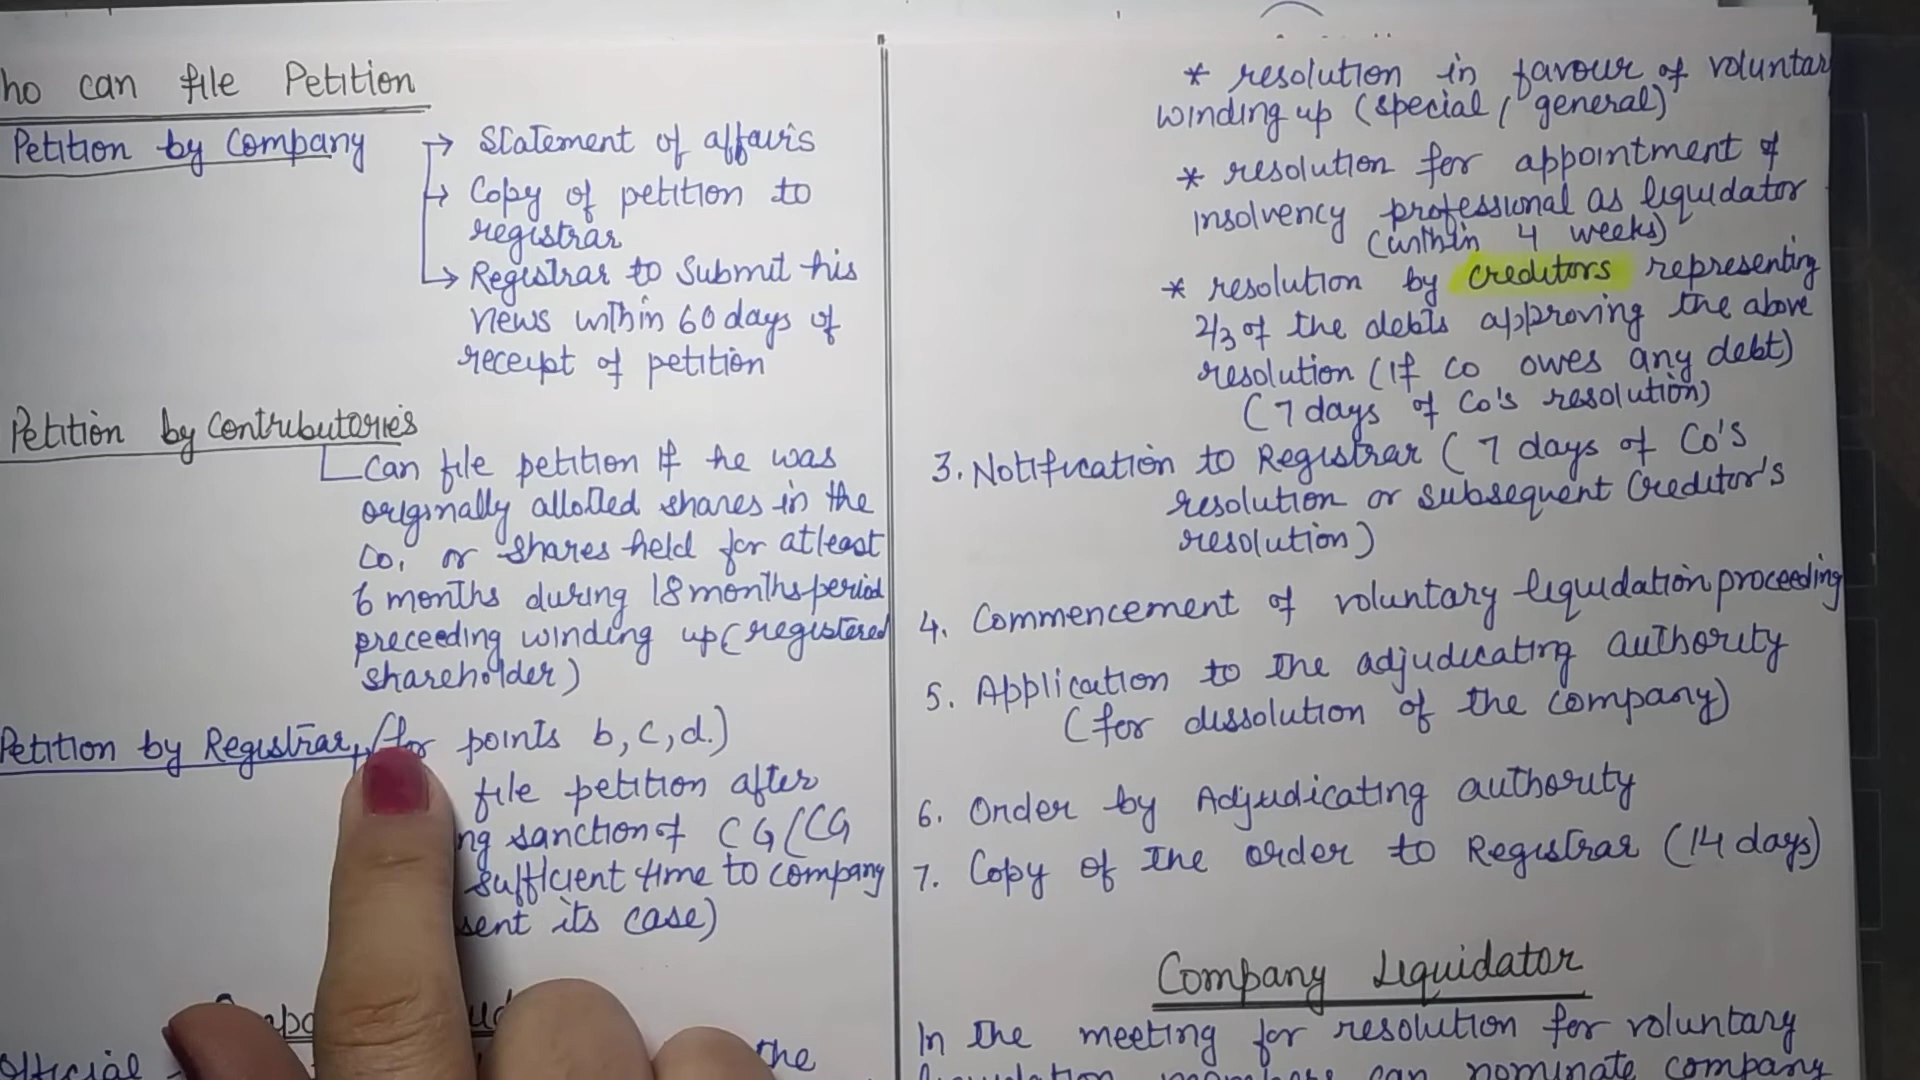 ho can file Petition
Petition by Company
→ Statement of affairs
→ Copy of petition to
registrar
→ Registrar to Submit his
views within 60 days of
receipt of petition
Petition by Contributories
can file petition if he was
originally allotted shares in the
Co, or shares held for atleast
6 months during 18 months period
preceeding winding up (registered
shareholder)
Petition by Registrar, (for points b, c, d.)
file petition after
ng sanction of CG (CG
sufficient time to company
sent its case)
official
the
* resolution in favour of voluntar
winding up (special / general)
* resolution for appointment of
insolvency professional as liquidator
(within 4 weeks)
* resolution by creditors representing
2/3 of the debts approving the above
resolution (if co owes any debt)
(7 days of Co's resolution)
3. Notification to Registrar (7 days of Co's
resolution or subsequent Creditor's
resolution)
4. Commencement of voluntary liquidation proceeding
5. Application to the adjudicating authority
(for dissolution of the company)
6. Order by Adjudicating authority
7. Copy of the order to Registrar (14 days)
Company Liquidator
In the meeting for resolution for voluntary
can nominate company